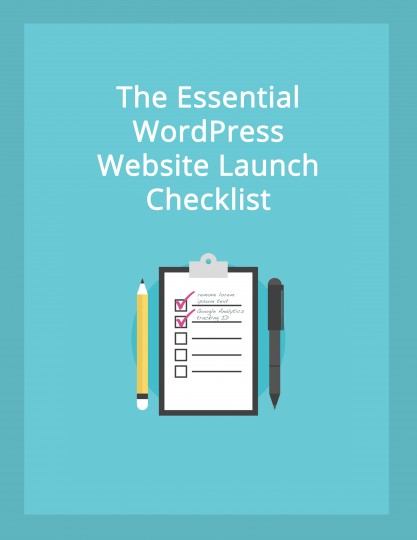 The Essential
WordPress
Website Launch
Checklist
remove lorem
ipsum text
Google Analytics
tracking ID